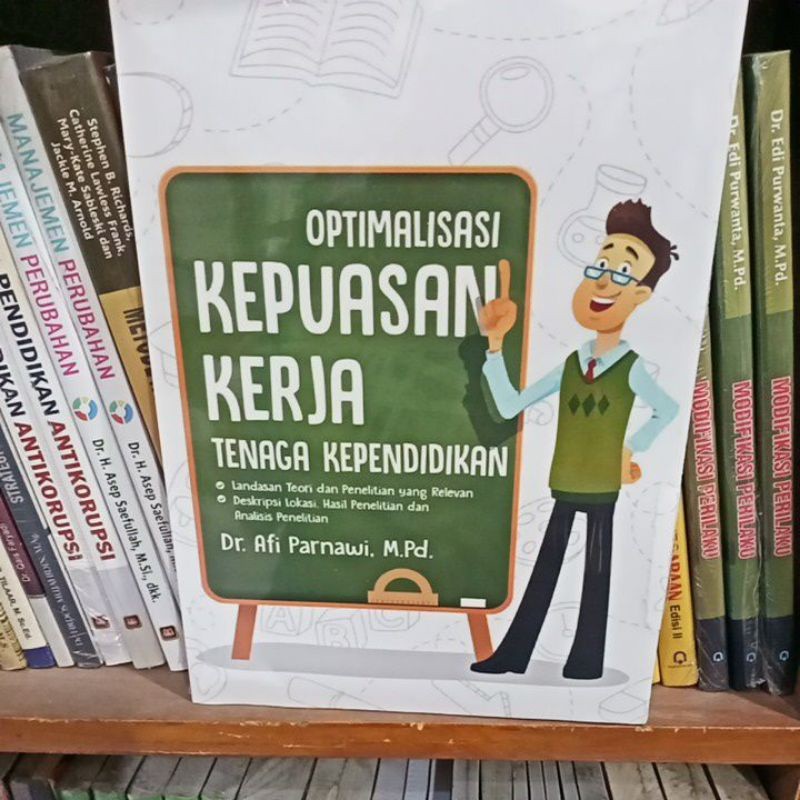 OPTIMALISASI
KEPUASAN
KERJA
TENAGA KEPENDIDIKAN
Landasan Teori dan Penelitian yang Relevan
Deskripsi Lokasi, Hasil Penelitian dan
Analisis Penelitian
Dr. Afi Parnawi, M.Pd.
Stephen B. Richards,
Catherine Lawless Frank,
Mary-Kate Sableski dan
Jackie M. Arnold
MANAJEMEN PERUBAHAN
PENDIDIKAN ANTIKORUPSI
Dr. H. Asep Saefullah, M.Si., dkk.
PERUBAHAN
ANTIKORUPSI
Dr. H. Asep Saefullah,
Edisi II
Dr. Edi Purwanta, M.Pd.
MODIFIKASI PERILAKU
Dr. Edi Purwanta, M.Pd.
MODIFIKASI PERILAKU
MODIFIKASI PERILAKU